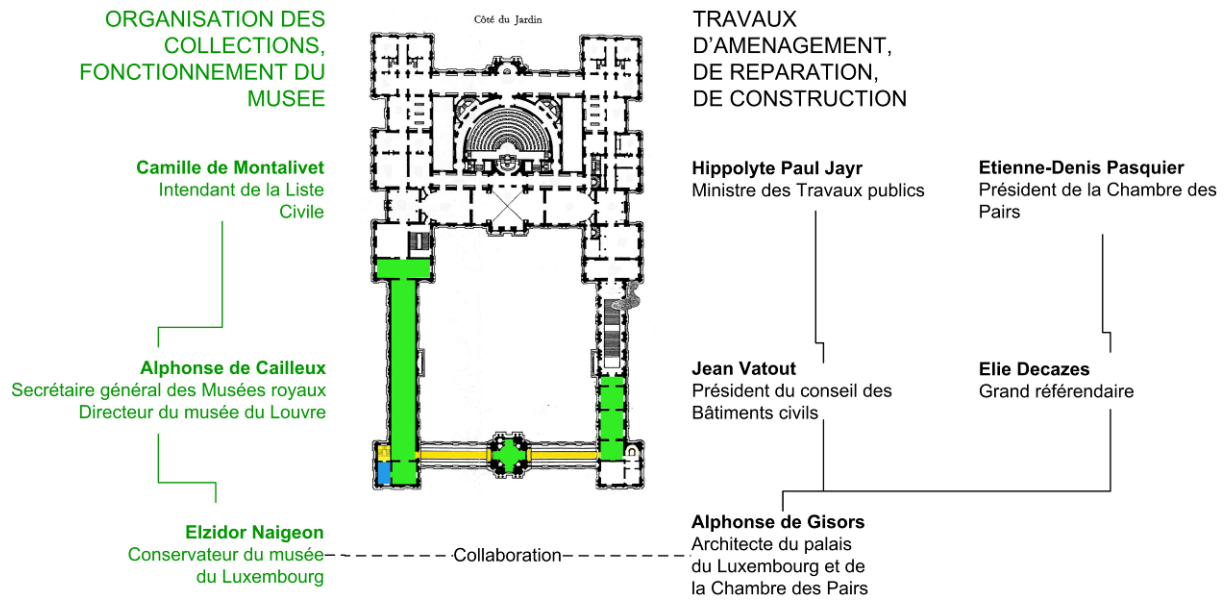 ORGANISATION DES
COLLECTIONS,
FONCTIONNEMENT DU
MUSEE
Côté du Jardin
TRAVAUX
D'AMENAGEMENT,
DE REPARATION,
DE CONSTRUCTION
Camille de Montalivet
Intendant de la Liste
Civile
Hippolyte Paul Jayr
Ministre des Travaux publics
Etienne-Denis Pasquier
Président de la Chambre des
Pairs
Alphonse de Cailleux
Secrétaire général des Musées royaux
Directeur du musée du Louvre
Jean Vatout
Président du conseil des
Bâtiments civils
Elie Decazes
Grand référendaire
Elzidor Naigeon
Conservateur du musée
du Luxembourg
Collaboration
Alphonse de Gisors
Architecte du palais
du Luxembourg et de
la Chambre des Pairs